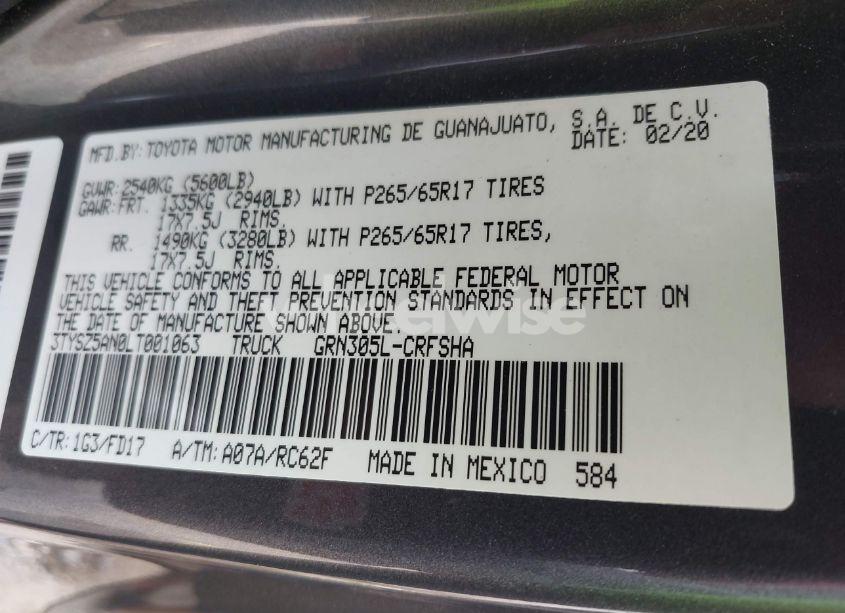 MFD.BY:TOYOTA MOTOR MANUFACTURING DE GUANAJUATO, S.A. DE C.V.
DATE: 02/20
GVWR:2540KG (5600LB)
GAWR:FRT. 1335KG (2940LB) WITH P265/65R17 TIRES
17X7.5J RIMS.
RR. 1490KG (3280LB) WITH P265/65R17 TIRES,
17X7.5J RIMS.
THIS VEHICLE CONFORMS TO ALL APPLICABLE FEDERAL MOTOR
VEHICLE SAFETY AND THEFT PREVENTION STANDARDS IN EFFECT ON
THE DATE OF MANUFACTURE SHOWN ABOVE.
3TYSZ5AN0LT001063 TRUCK GRN305L-CRFSHA
C/TR:1G3/FD17 A/TM:A07A/RC62F MADE IN MEXICO 584